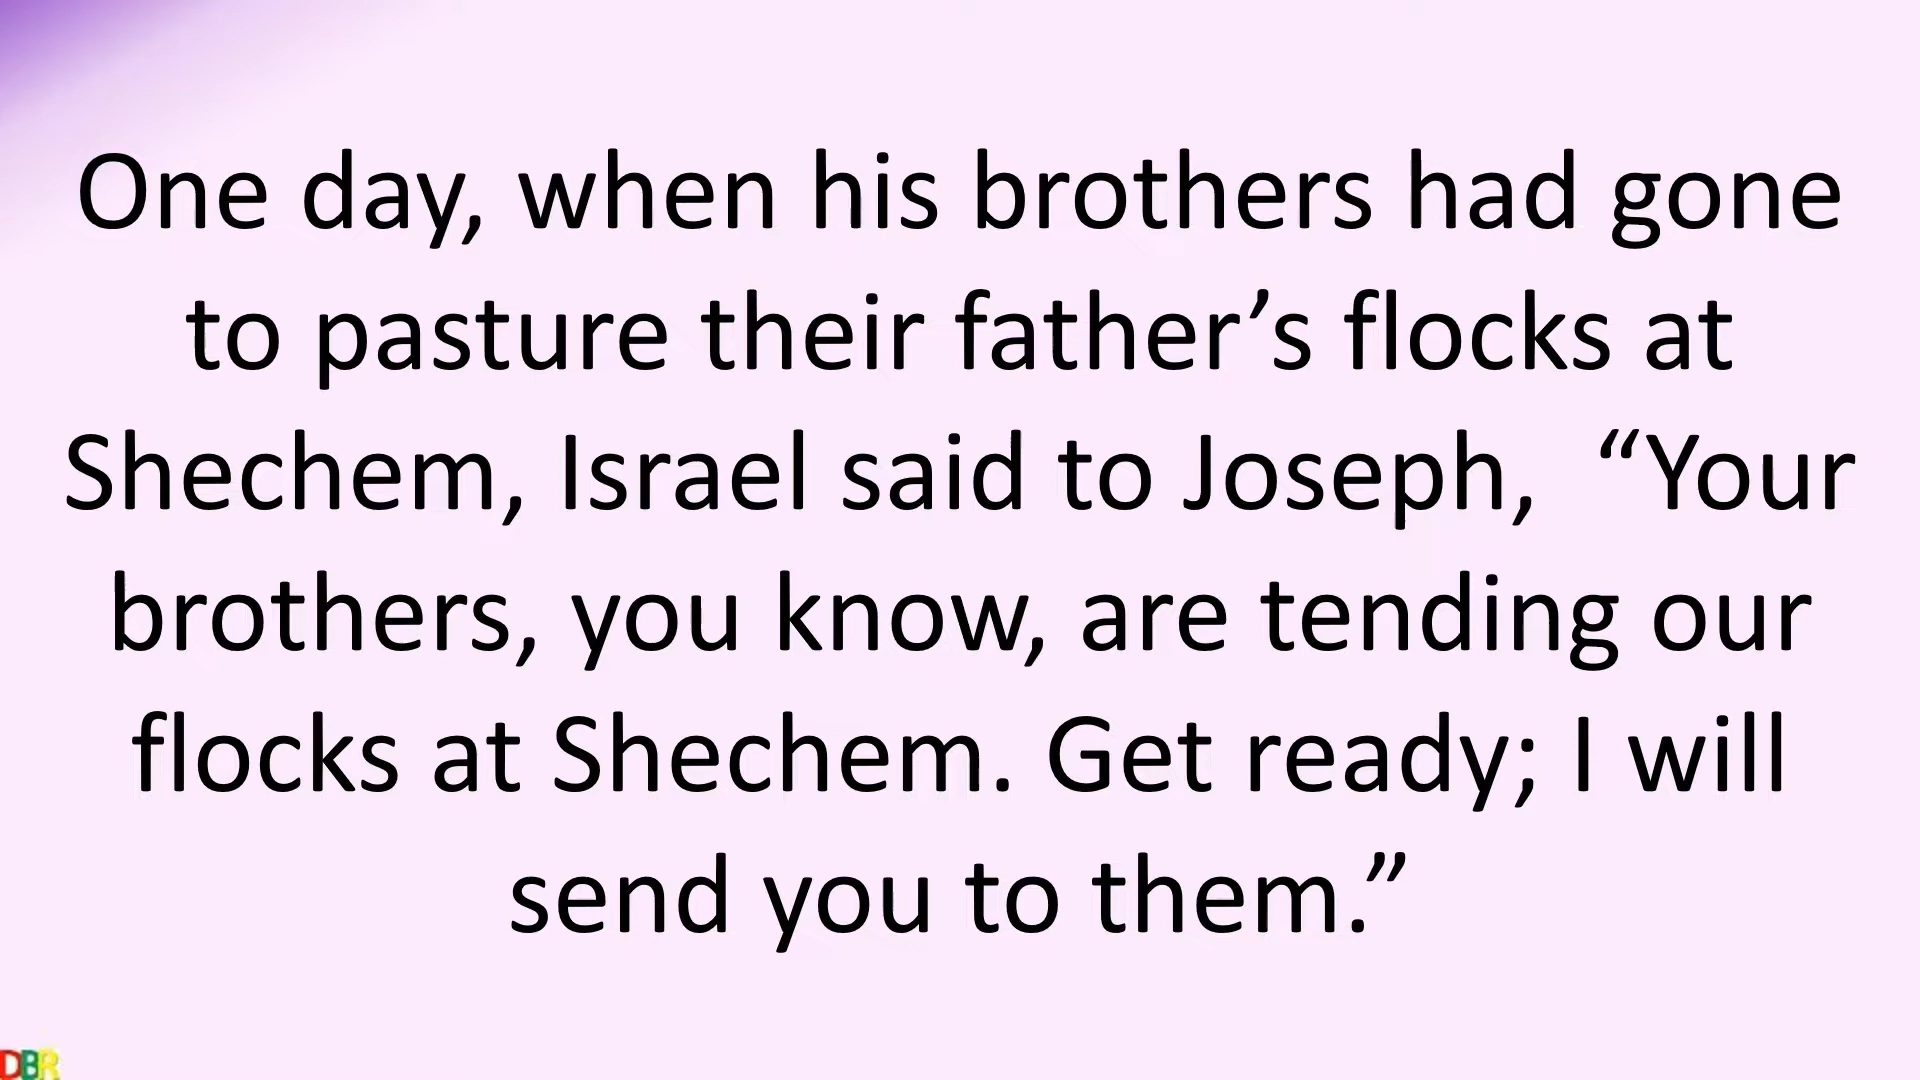 One day, when his brothers had gone
to pasture their father’s flocks at
Shechem, Israel said to Joseph,  “Your
brothers, you know, are tending our
flocks at Shechem. Get ready; I will
send you to them.”
DBR